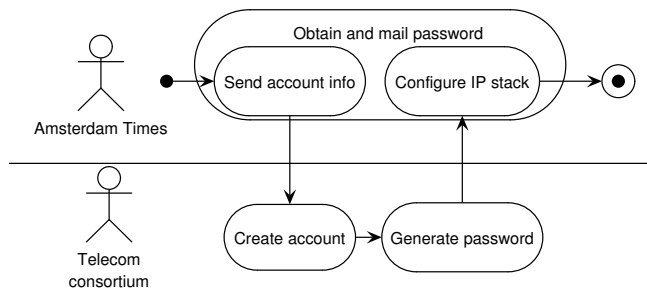 Obtain and mail password
Send account info
Configure IP stack
Amsterdam Times
Create account
Generate password
Telecom
consortium